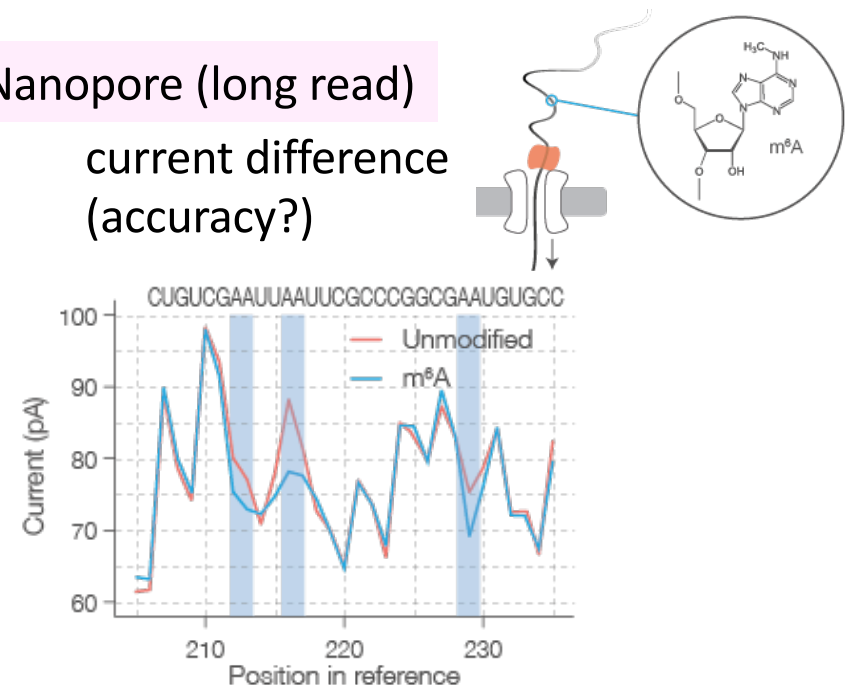 Nanopore (long read)
current difference
(accuracy?)
H₃C
NH
N
N
N
N
O
O
O
OH
m⁶A
CUGUCGAAUUAAUUCGCCCGGCGAAUGUGCC
100
90
80
70
60
Current (pA)
Unmodified
m⁶A
210
220
230
Position in reference